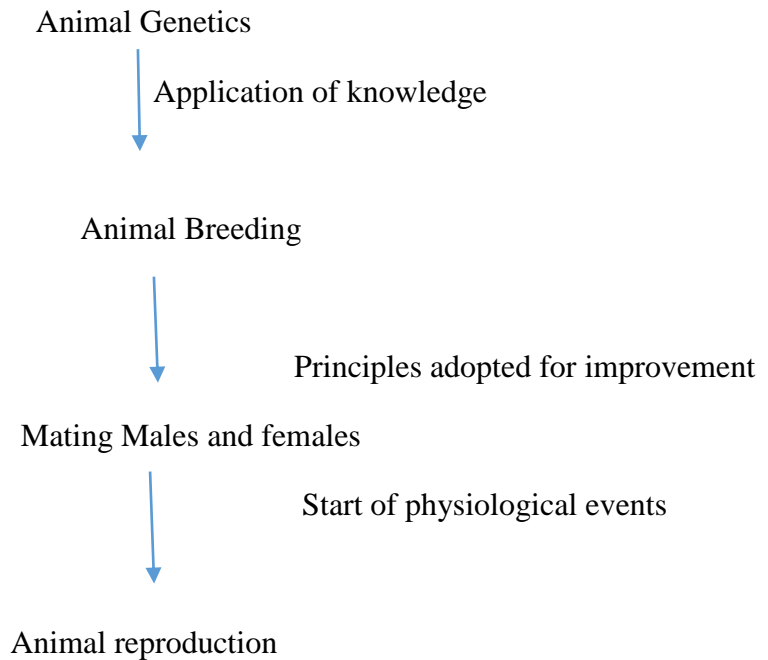 Animal Genetics
Application of knowledge
Animal Breeding
Principles adopted for improvement
Mating Males and females
Start of physiological events
Animal reproduction